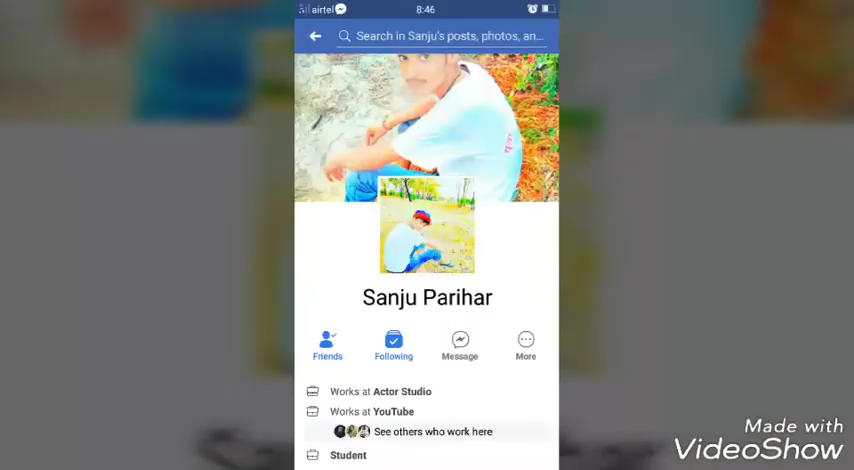 airtel 8:46
Search in Sanju's posts, photos, an...
Sanju Parihar
Friends Following Message More
Works at Actor Studio
Works at YouTube
See others who work here
Student
Made with
VideoShow